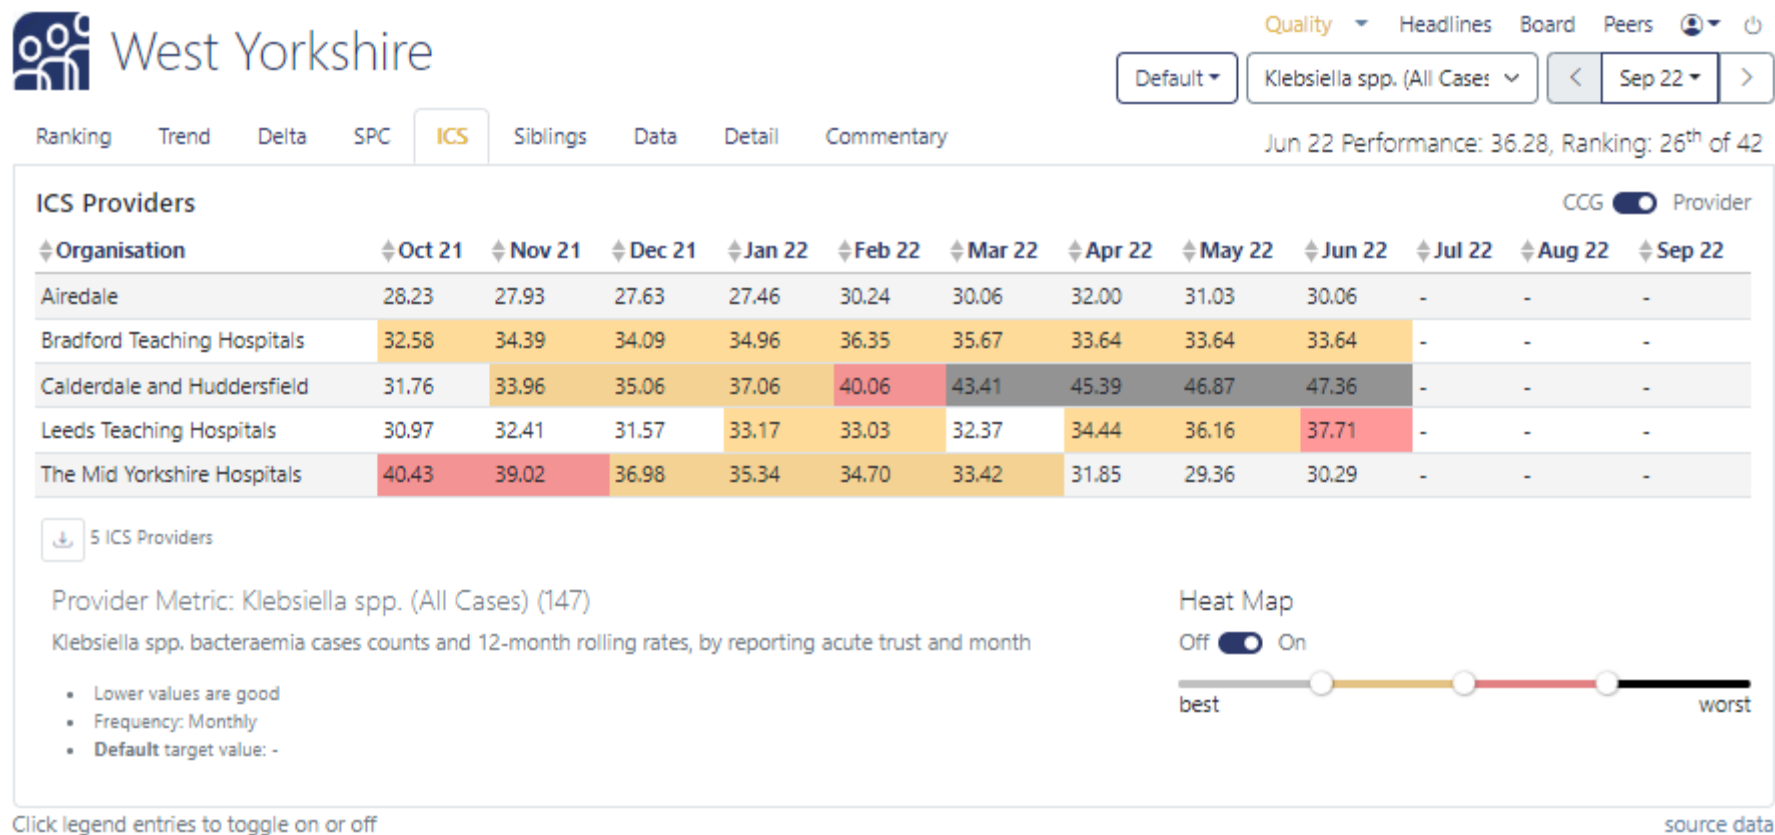 West Yorkshire
Quality Headlines Board Peers
Default Klebsiella spp. (All Cases Sep 22
Ranking Trend Delta SPC ICS Siblings Data Detail Commentary
Jun 22 Performance: 36.28, Ranking: 26th of 42
ICS Providers
CCG Provider
Organisation Oct 21 Nov 21 Dec 21 Jan 22 Feb 22 Mar 22 Apr 22 May 22 Jun 22 Jul 22 Aug 22 Sep 22
Airedale 28.23 27.93 27.63 27.46 30.24 30.06 32.00 31.03 30.06 - - -
Bradford Teaching Hospitals 32.58 34.39 34.09 34.96 36.35 35.67 33.64 33.64 33.64 - - -
Calderdale and Huddersfield 31.76 33.96 35.06 37.06 40.06 43.41 45.39 46.87 47.36 - - -
Leeds Teaching Hospitals 30.97 32.41 31.57 33.17 33.03 32.37 34.44 36.16 37.71 - - -
The Mid Yorkshire Hospitals 40.43 39.02 36.98 35.34 34.70 33.42 31.85 29.36 30.29 - - -
5 ICS Providers
Provider Metric: Klebsiella spp. (All Cases) (147)
Klebsiella spp. bacteraemia cases counts and 12-month rolling rates, by reporting acute trust and month
• Lower values are good
• Frequency: Monthly
• Default target value: -
Heat Map
Off On
best worst
Click legend entries to toggle on or off
source data